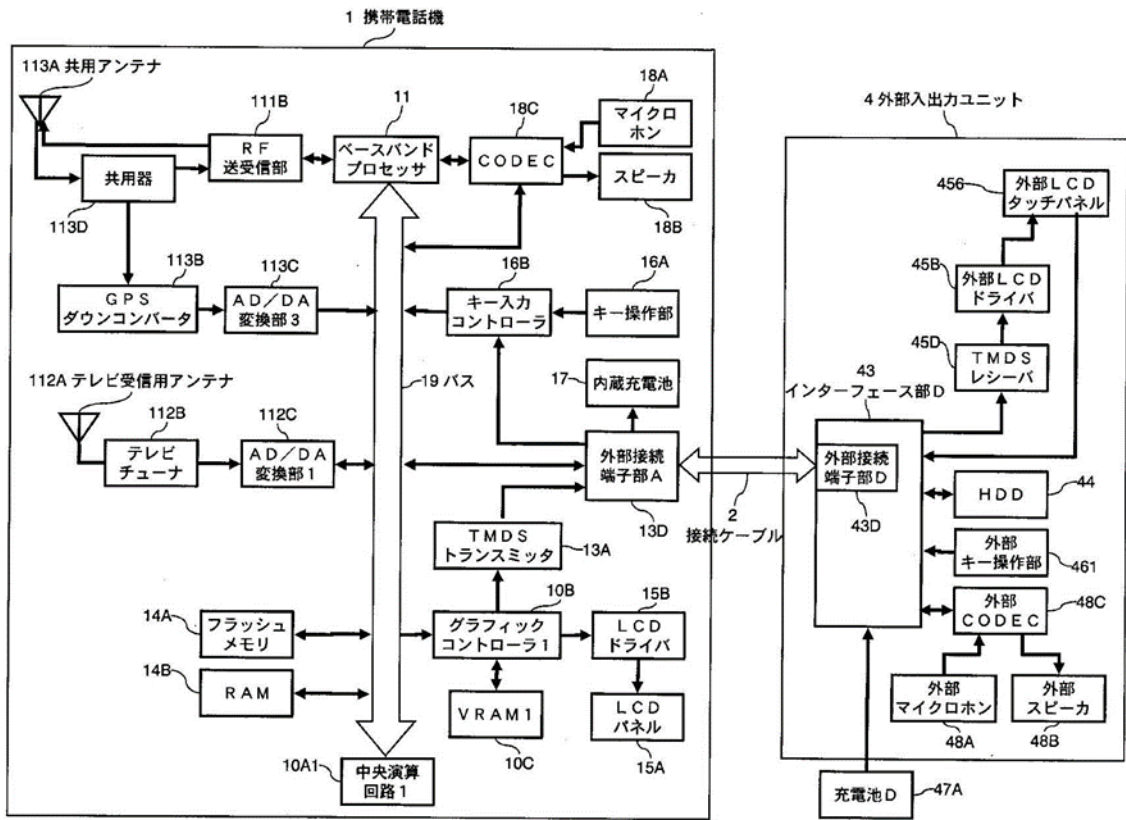 1 携帯電話機
113A 共用アンテナ
111B
RF
送受信部
11
ベースバンド
プロセッサ
18C
CODEC
18A
マイクロ
ホン
スピーカ
18B
共用器
113D
113B
GPS
ダウンコンバータ
113C
AD/DA
変換部3
16B
キー入力
コントローラ
16A
キー操作部
19 バス
17
内蔵充電池
112A テレビ受信用アンテナ
112B
テレビ
チューナ
112C
AD/DA
変換部1
外部接続
端子部A
13D
2
接続ケーブル
TMDS
トランスミッタ
13A
14A
フラッシュ
メモリ
14B
RAM
10B
グラフィック
コントローラ1
15B
LCD
ドライバ
VRAM1
10C
LCD
パネル
15A
10A1
中央演算
回路1
4 外部入出力ユニット
456
外部LCD
タッチパネル
45B
外部LCD
ドライバ
45D
TMDS
レシーバ
43
インターフェース部D
外部接続
端子部D
43D
HDD
44
外部
キー操作部
461
外部
CODEC
48C
外部
マイクロホン
48A
外部
スピーカ
48B
充電池D
47A